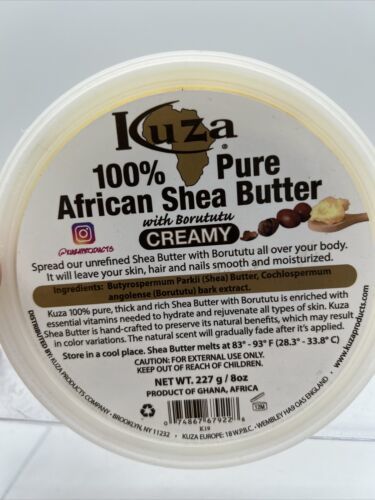 Kuza®
100% Pure
African Shea Butter
with Borututu
CREAMY
@KUZAPRODUCTS
Spread our unrefined Shea Butter with Borututu all over your body.
It will leave your skin, hair and nails smooth and moisturized.
Ingredients: Butyrospermum Parkii (Shea) Butter, Cochlospermum
angolense (Borututu) bark extract.
Kuza 100% pure, thick and rich Shea Butter with Borututu is enriched with
essential vitamins needed to hydrate and rejuvenate all types of skin. Kuza
Shea Butter is hand-crafted to preserve its natural benefits, which may result
in color variations. The natural scent will gradually fade after it's applied.
Store in a cool place. Shea Butter melts at 83° - 93° F (28.3° - 33.8° C)
CAUTION: FOR EXTERNAL USE ONLY.
KEEP OUT OF REACH OF CHILDREN.
NET WT. 227 g / 8oz
PRODUCT OF GHANA, AFRICA
0 74867 67922 8
12M
K19
DISTRIBUTED BY: KUZA PRODUCTS COMPANY • BROOKLYN, NY 11232 • KUZA EUROPE: 18 W.P.B.C. • WEMBLEY HA9 OAS ENGLAND •
www.kuzaproducts.com